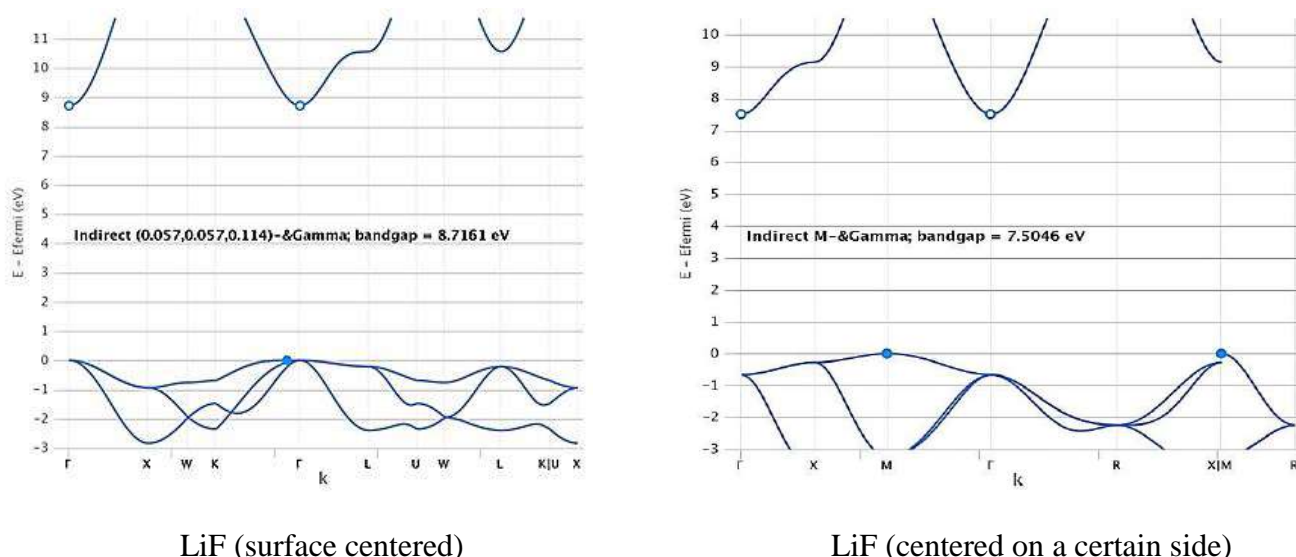 11
10
9
8
7
6
5
4
3
2
1
0
-1
-2
-3
E - Efermi (eV)
Indirect (0.057,0.057,0.114)-&Gamma; bandgap = 8.7161 eV
Γ X W K Γ L U W L K|U X
k
LiF (surface centered)
10
9
8
7
6
5
4
3
2
1
0
-1
-2
-3
E - Efermi (eV)
Indirect M-&Gamma; bandgap = 7.5046 eV
Γ X M Γ R X|M R
k
LiF (centered on a certain side)